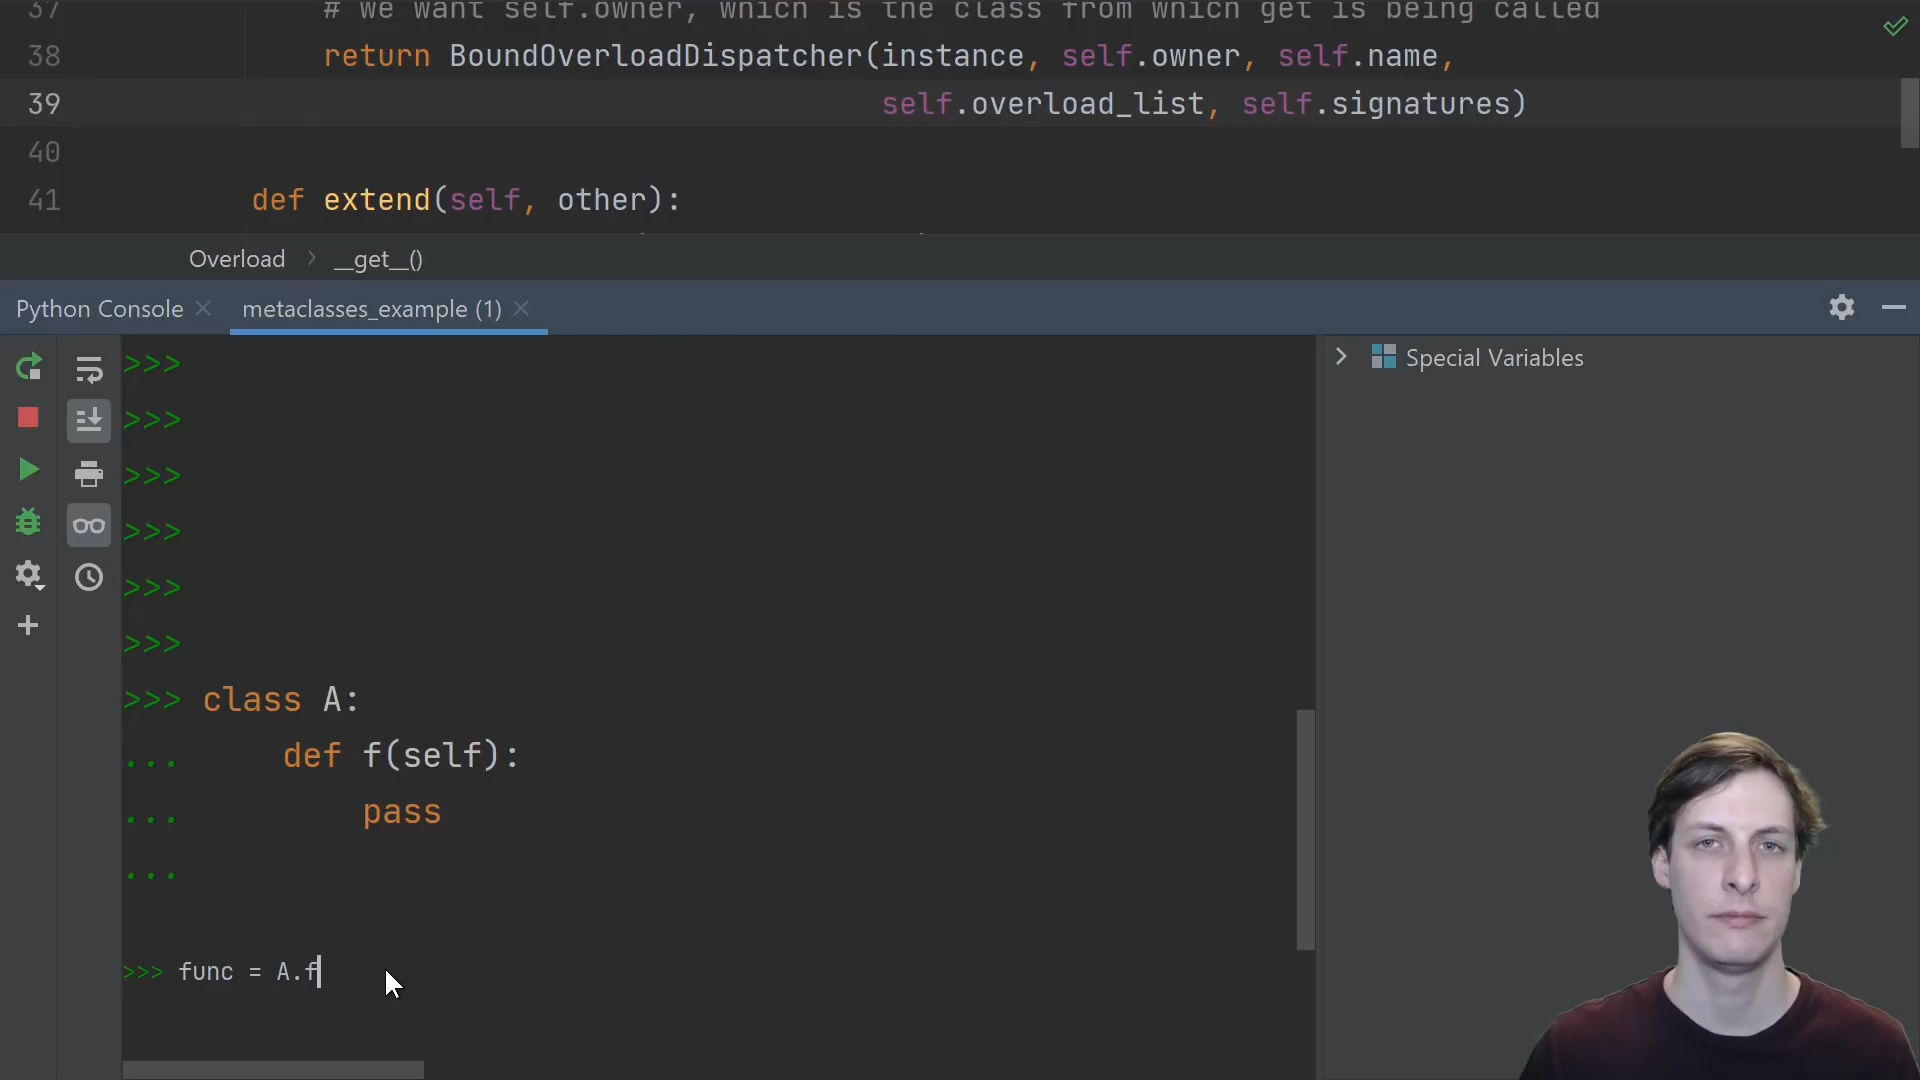 37 # we want self.owner, which is the class from which get is being called
38 return BoundOverloadDispatcher(instance, self.owner, self.name,
39 self.overload_list, self.signatures)
40
41 def extend(self, other):
Overload > __get__()
Python Console metaclasses_example (1)
>>>
>>>
>>>
>>>
>>>
>>>
>>> class A:
... def f(self):
... pass
...
>>> func = A.f
Special Variables